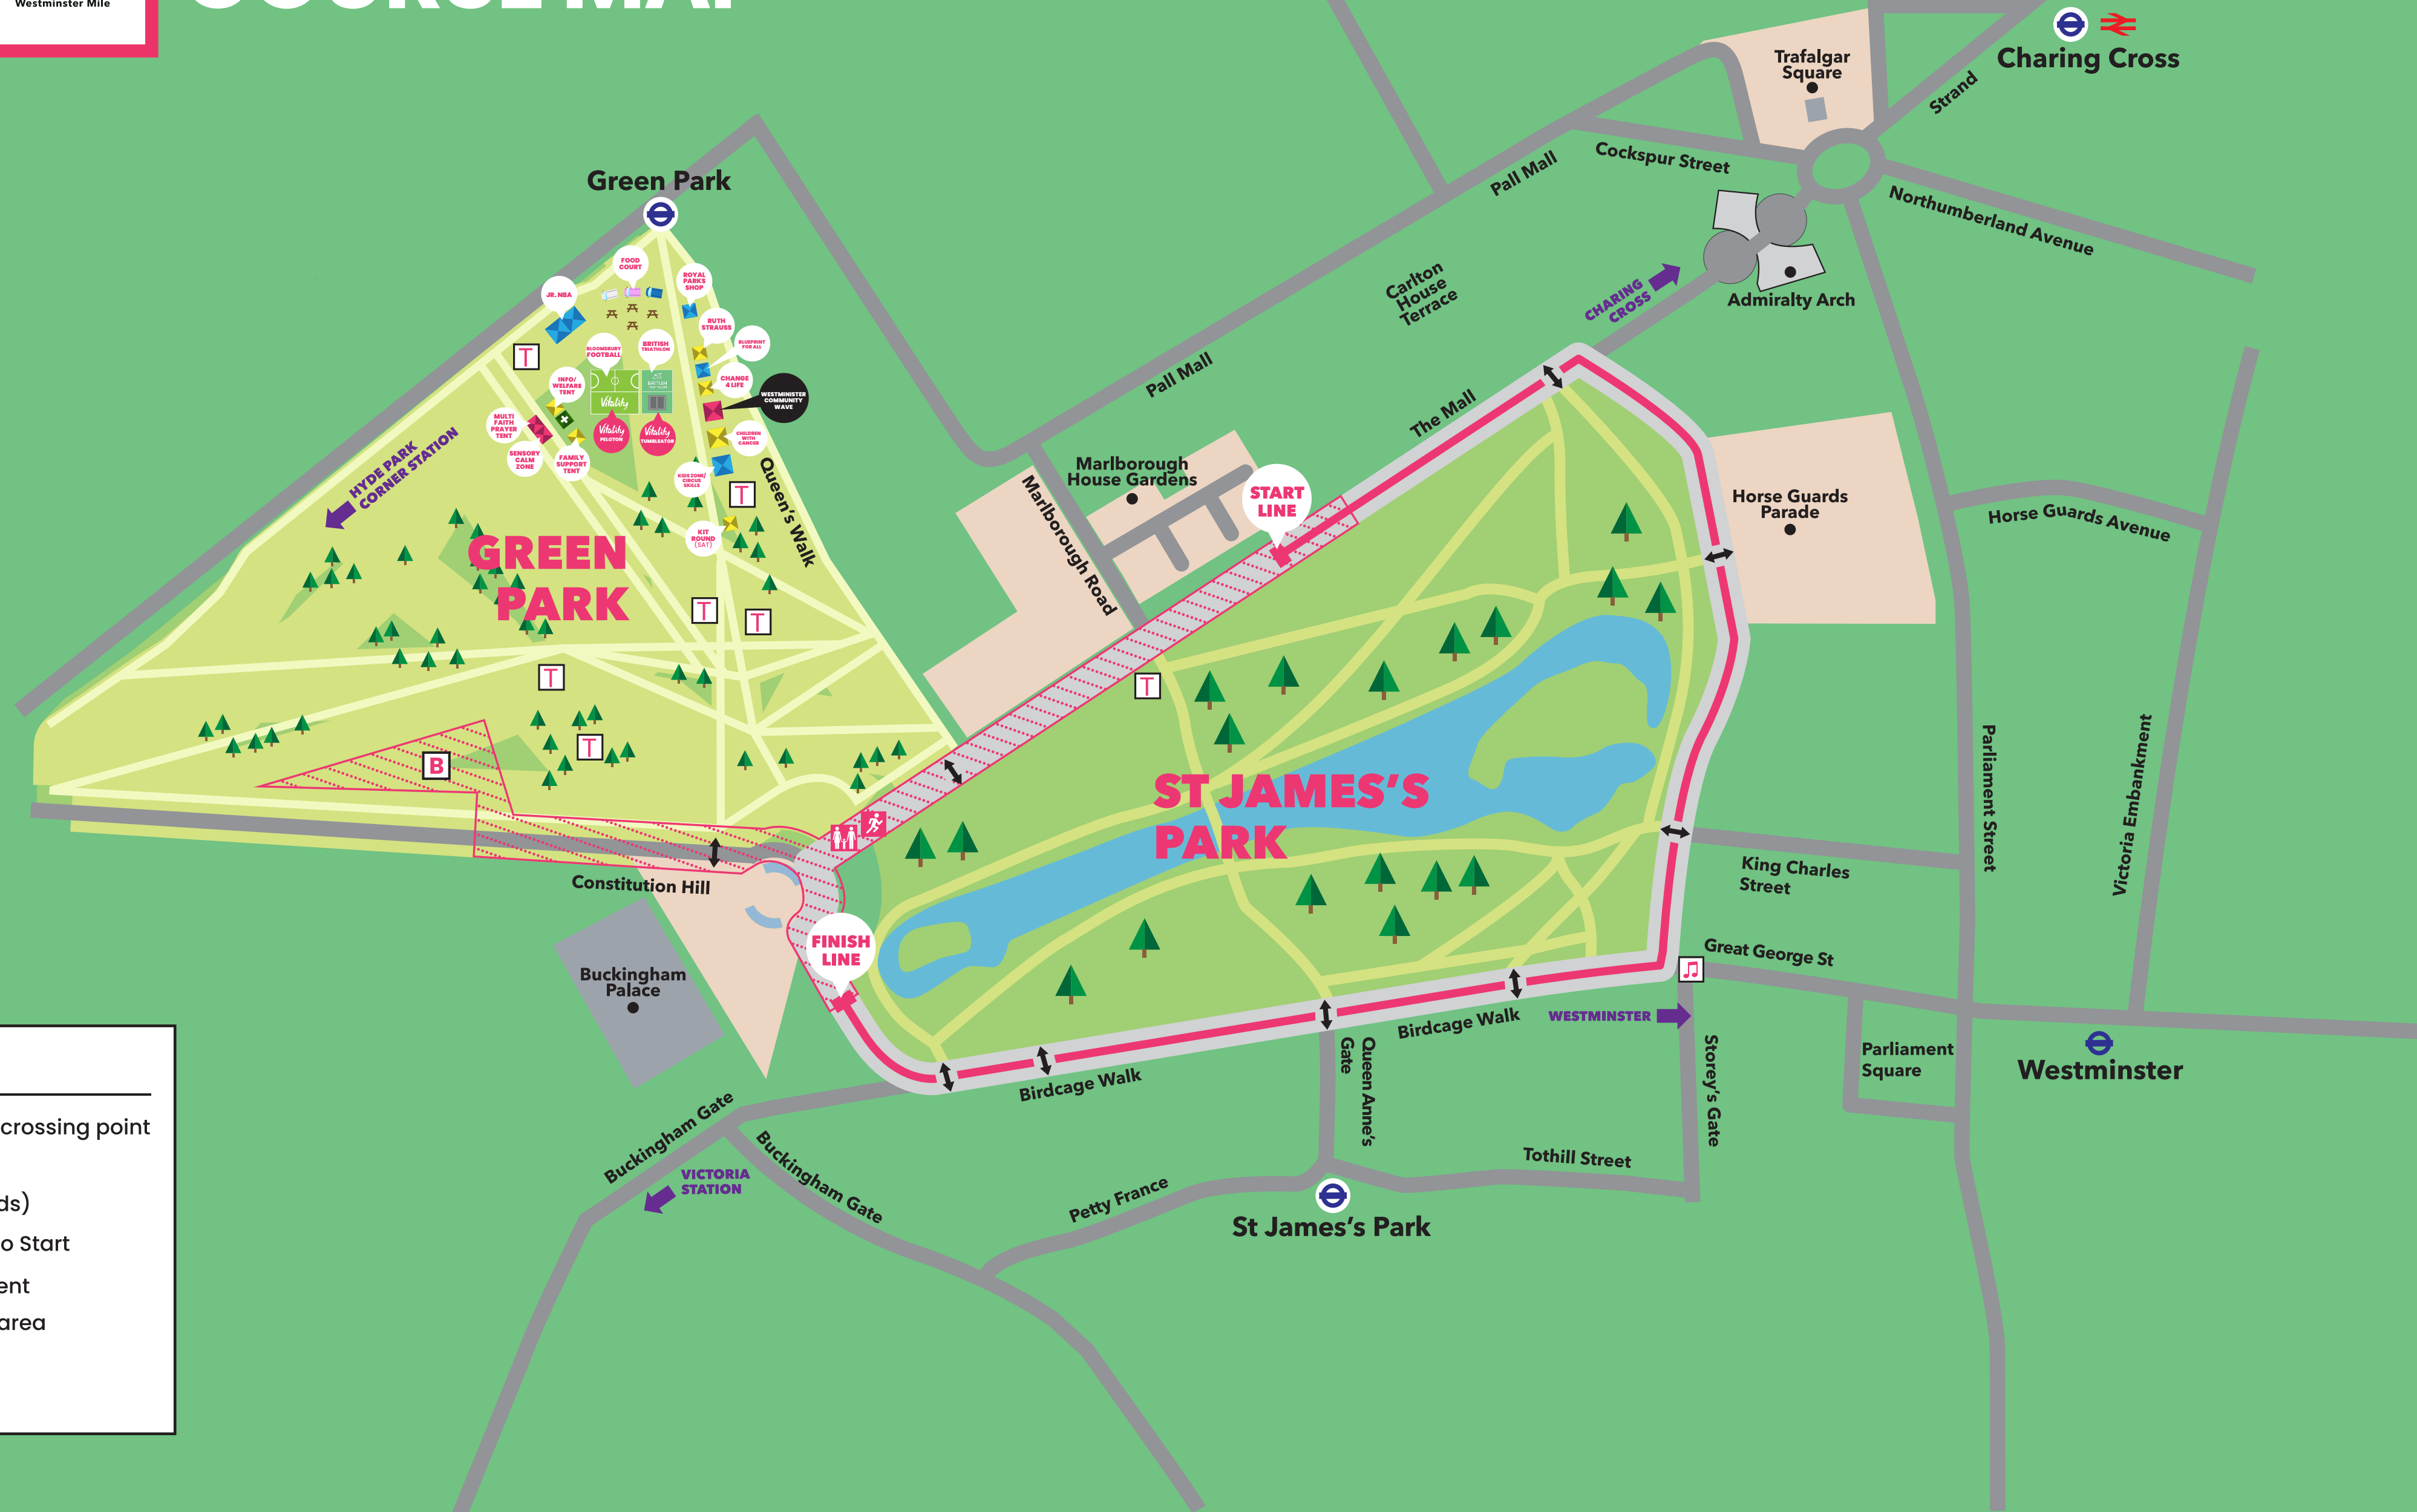 Westminster Mile
COURSE MAP
Charing Cross
Trafalgar
Square
Strand
Cockspur Street
Pall Mall
Northumberland Avenue
Admiralty Arch
CHARING
CROSS
Carlton
House
Terrace
Pall Mall
The Mall
Green Park
FOOD
COURT
ROYAL
PARKS
SHOP
JR. NBA
RUTH
STRAUSS
BLUEPRINT
FOR ALL
BLOOMSBURY
FOOTBALL
BRITISH
TRIATHLON
T
INFO/
WELFARE
TENT
CHANGE
4 LIFE
BRITISH
Vitality
WESTMINSTER
COMMUNITY
WAVE
MULTI
FAITH
PRAYER
TENT
Vitality
PELOTON
Vitality
TUMBLEATOR
CHILDREN
WITH
CANCER
SENSORY
CALM
ZONE
FAMILY
SUPPORT
TENT
KIDS ZONE/
CIRCUS
SKILLS
T
HYDE PARK
CORNER STATION
Queen's Walk
KIT
ROUND
(SAT)
GREEN
PARK
T
T
T
T
B
Marlborough
House Gardens
Marlborough Road
START
LINE
T
Horse Guards
Parade
Horse Guards Avenue
ST JAMES'S
PARK
Parliament Street
Victoria Embankment
King Charles
Street
Great George St
Constitution Hill
FINISH
LINE
Buckingham
Palace
Birdcage Walk
Birdcage Walk
WESTMINSTER
Queen Anne's
Gate
Storey's Gate
Parliament
Square
Westminster
Buckingham Gate
VICTORIA
STATION
Buckingham Gate
Petty France
Tothill Street
St James's Park
crossing point
ds)
o Start
ent
area